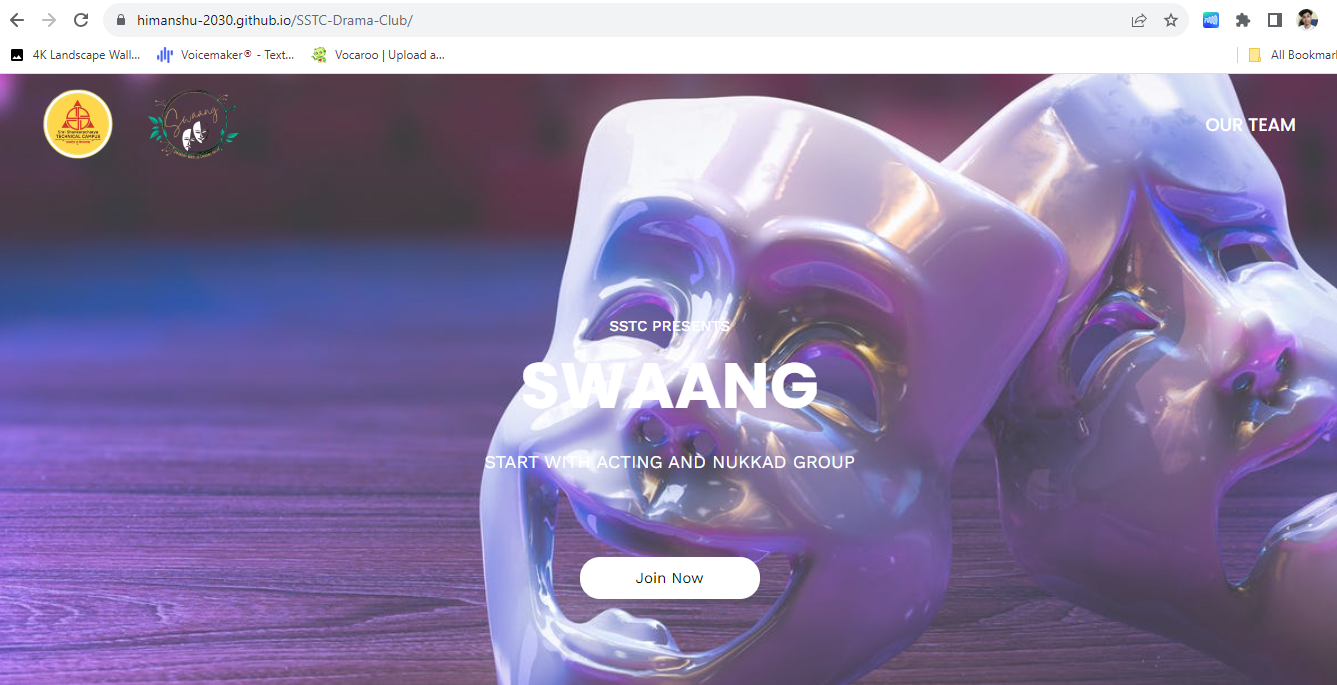 himanshu-2030.github.io/SSTC-Drama-Club/
4K Landscape Wall...
Voicemaker® - Text...
Vocaroo | Upload a...
All Bookmar
Shri Shankaracharya
TECHNICAL CAMPUS
Swaang
OUR TEAM
SSTC PRESENTS
SWAANG
START WITH ACTING AND NUKKAD GROUP
Join Now